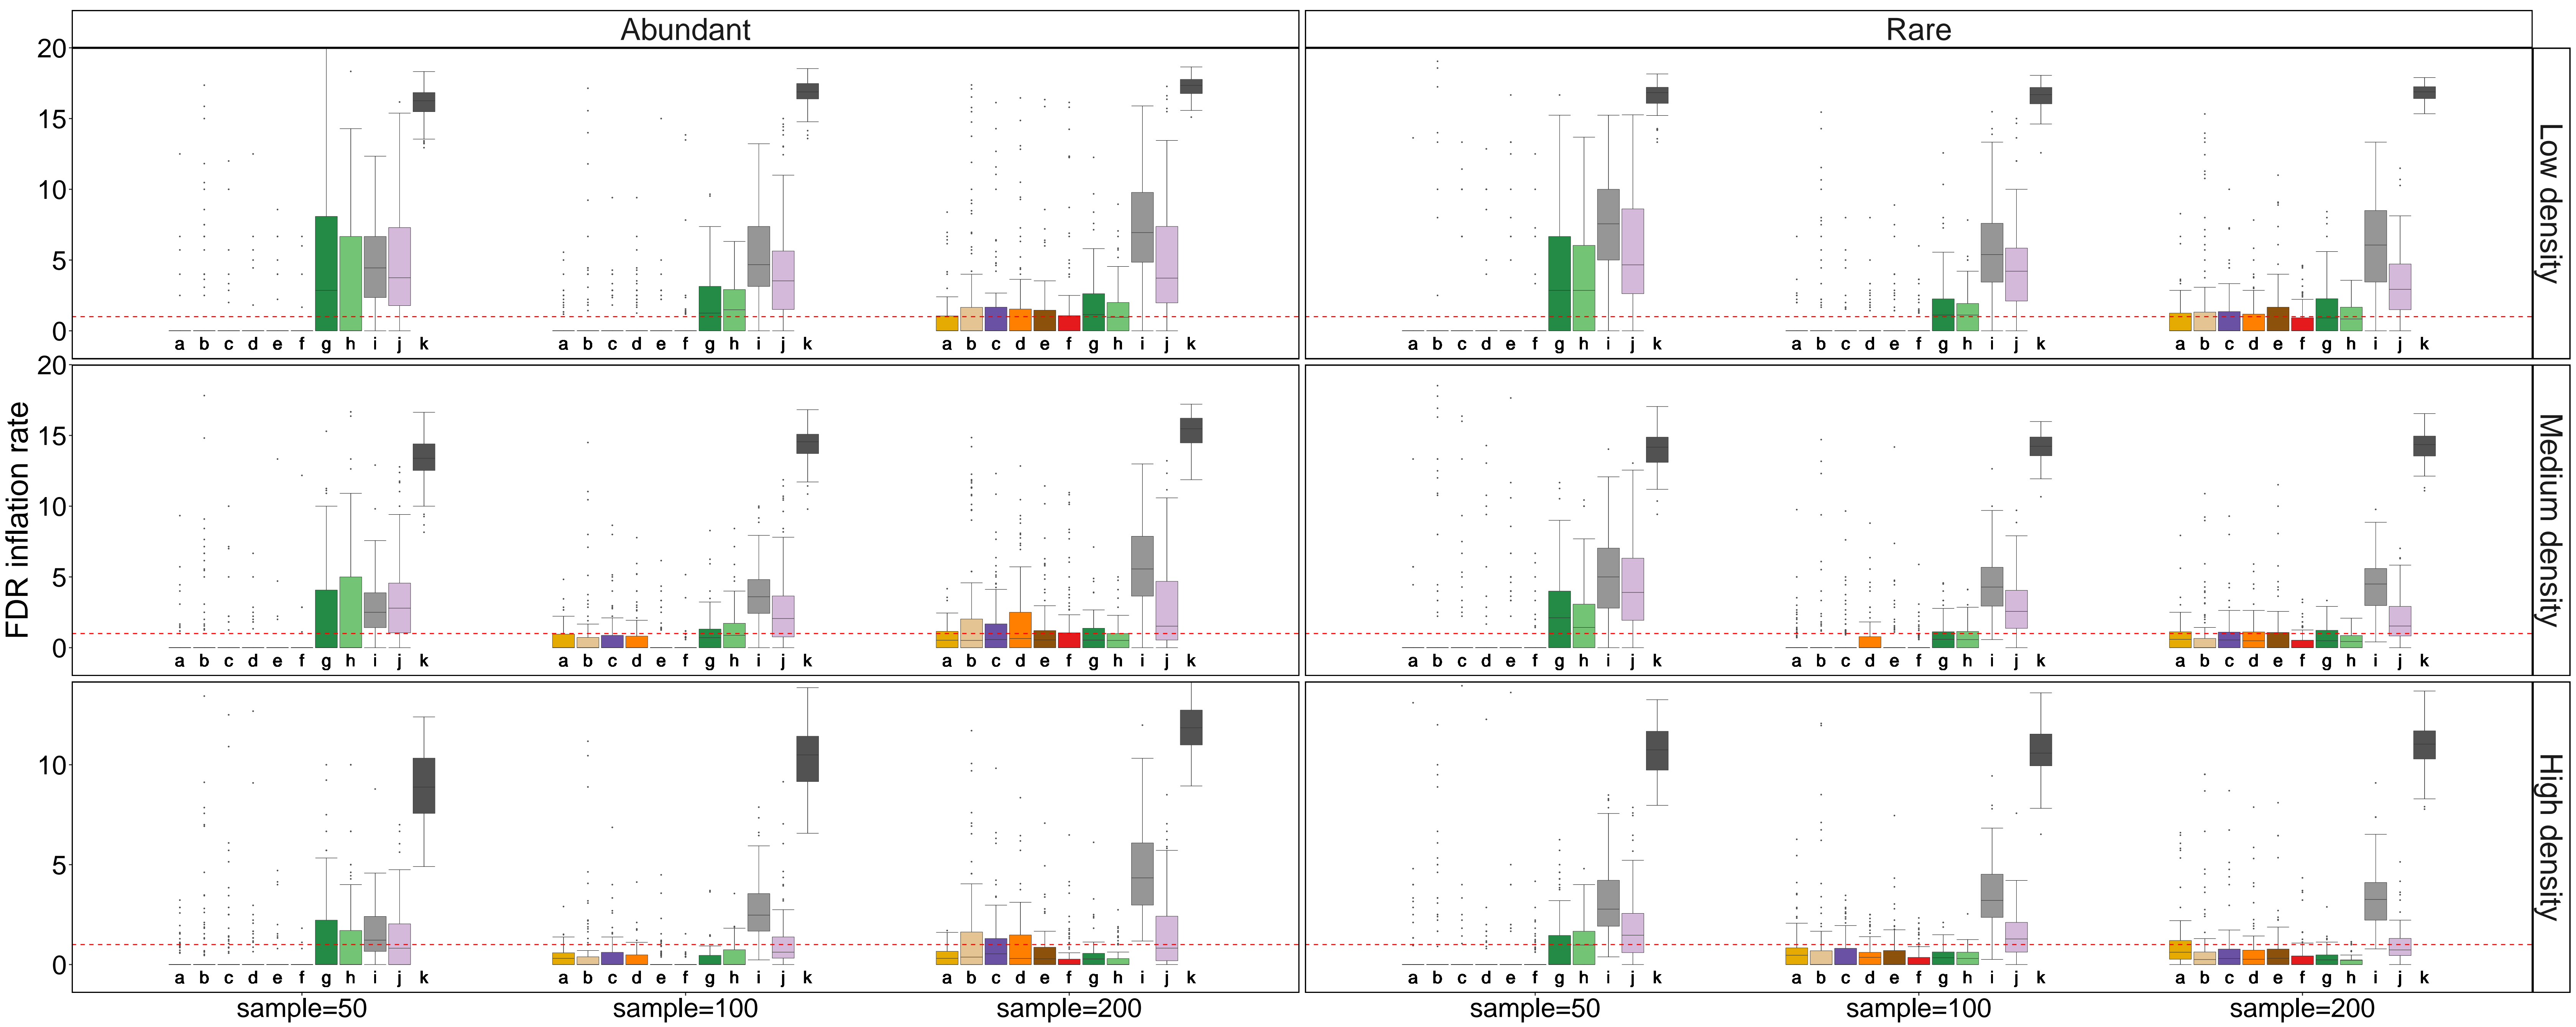 Abundant Rare
FDR inflation rate
20
15
10
5
0
a b c d e f g h i j k a b c d e f g h i j k a b c d e f g h i j k a b c d e f g h i j k a b c d e f g h i j k a b c d e f g h i j k
Low density
20
15
10
5
0
a b c d e f g h i j k a b c d e f g h i j k a b c d e f g h i j k a b c d e f g h i j k a b c d e f g h i j k a b c d e f g h i j k
Medium density
10
5
0
a b c d e f g h i j k a b c d e f g h i j k a b c d e f g h i j k a b c d e f g h i j k a b c d e f g h i j k a b c d e f g h i j k
High density
sample=50 sample=100 sample=200 sample=50 sample=100 sample=200